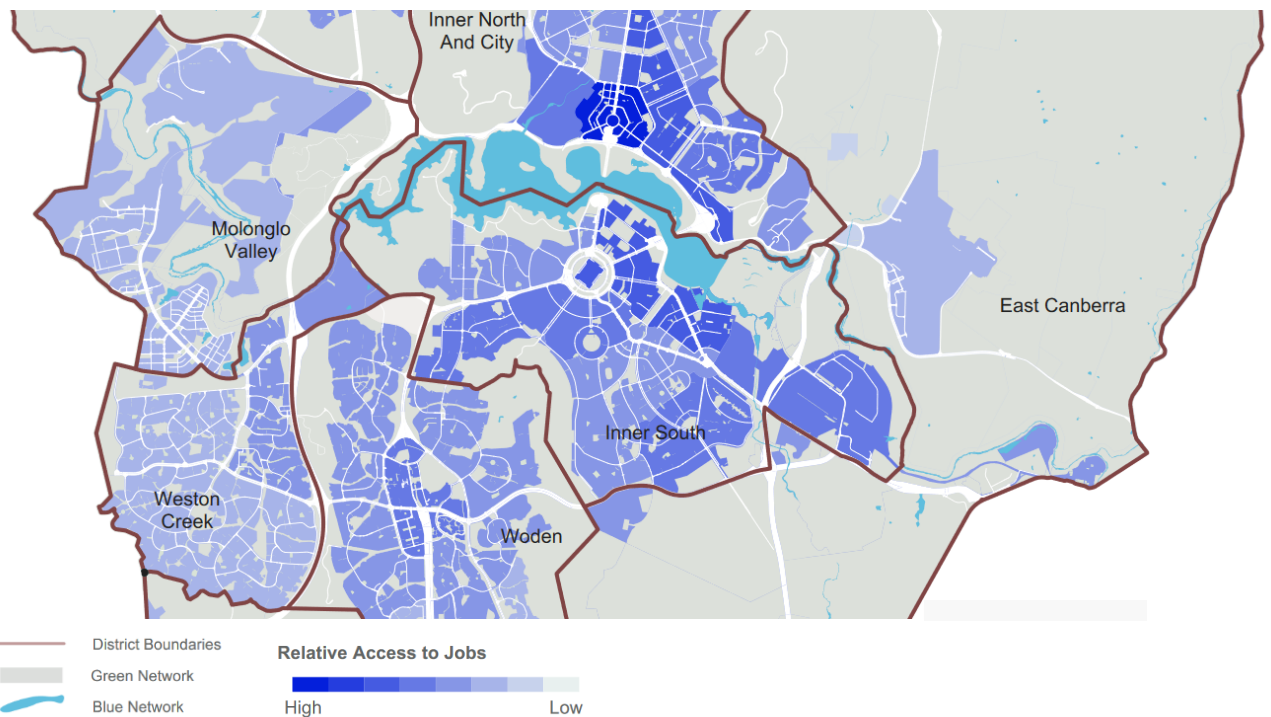 Inner North
And City
Molonglo
Valley
East Canberra
Inner South
Weston
Creek
Woden
District Boundaries
Green Network
Blue Network
Relative Access to Jobs
High
Low